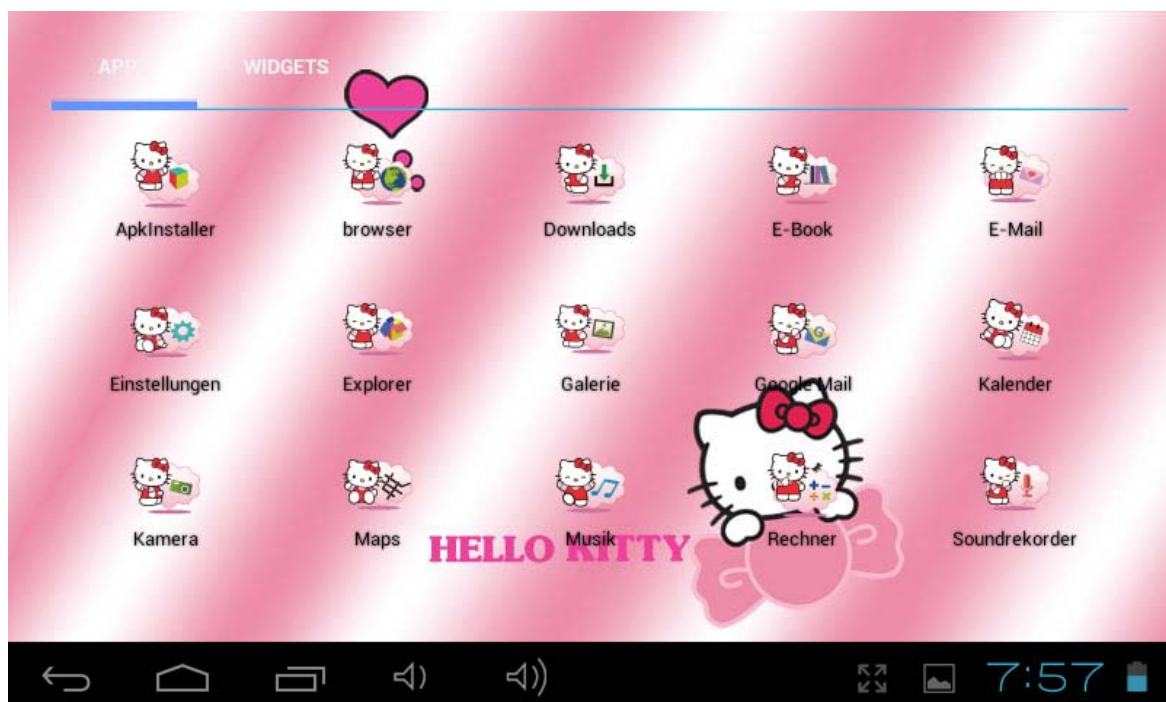 APPS WIDGETS
ApkInstaller browser Downloads E-Book E-Mail
Einstellungen Explorer Galerie Google Mail Kalender
Kamera Maps Musik Rechner Soundrekorder
HELLO KITTY
7:57